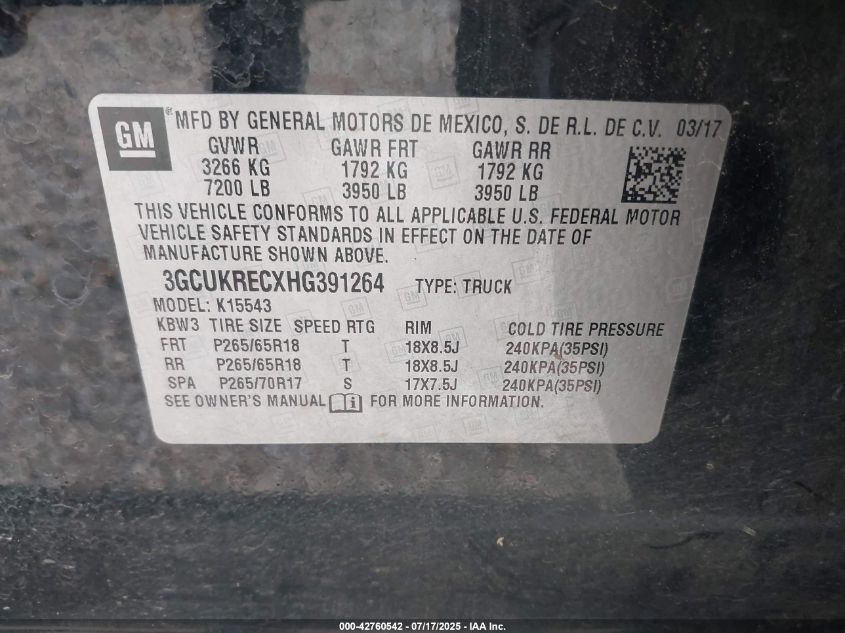 GM ® MFD BY GENERAL MOTORS DE MEXICO, S. DE R.L. DE C.V. 03/17
GVWR GAWR FRT GAWR RR
3266 KG 1792 KG 1792 KG
7200 LB 3950 LB 3950 LB
THIS VEHICLE CONFORMS TO ALL APPLICABLE U.S. FEDERAL MOTOR
VEHICLE SAFETY STANDARDS IN EFFECT ON THE DATE OF
MANUFACTURE SHOWN ABOVE.
3GCUKRECXHG391264 TYPE: TRUCK
MODEL: K15543
KBW3 TIRE SIZE SPEED RTG RIM COLD TIRE PRESSURE
FRT P265/65R18 T 18X8.5J 240KPA(35PSI)
RR P265/65R18 T 18X8.5J 240KPA(35PSI)
SPA P265/70R17 S 17X7.5J 240KPA(35PSI)
SEE OWNER'S MANUAL FOR MORE INFORMATION.
000-42760542 - 07/17/2025 - IAA Inc.